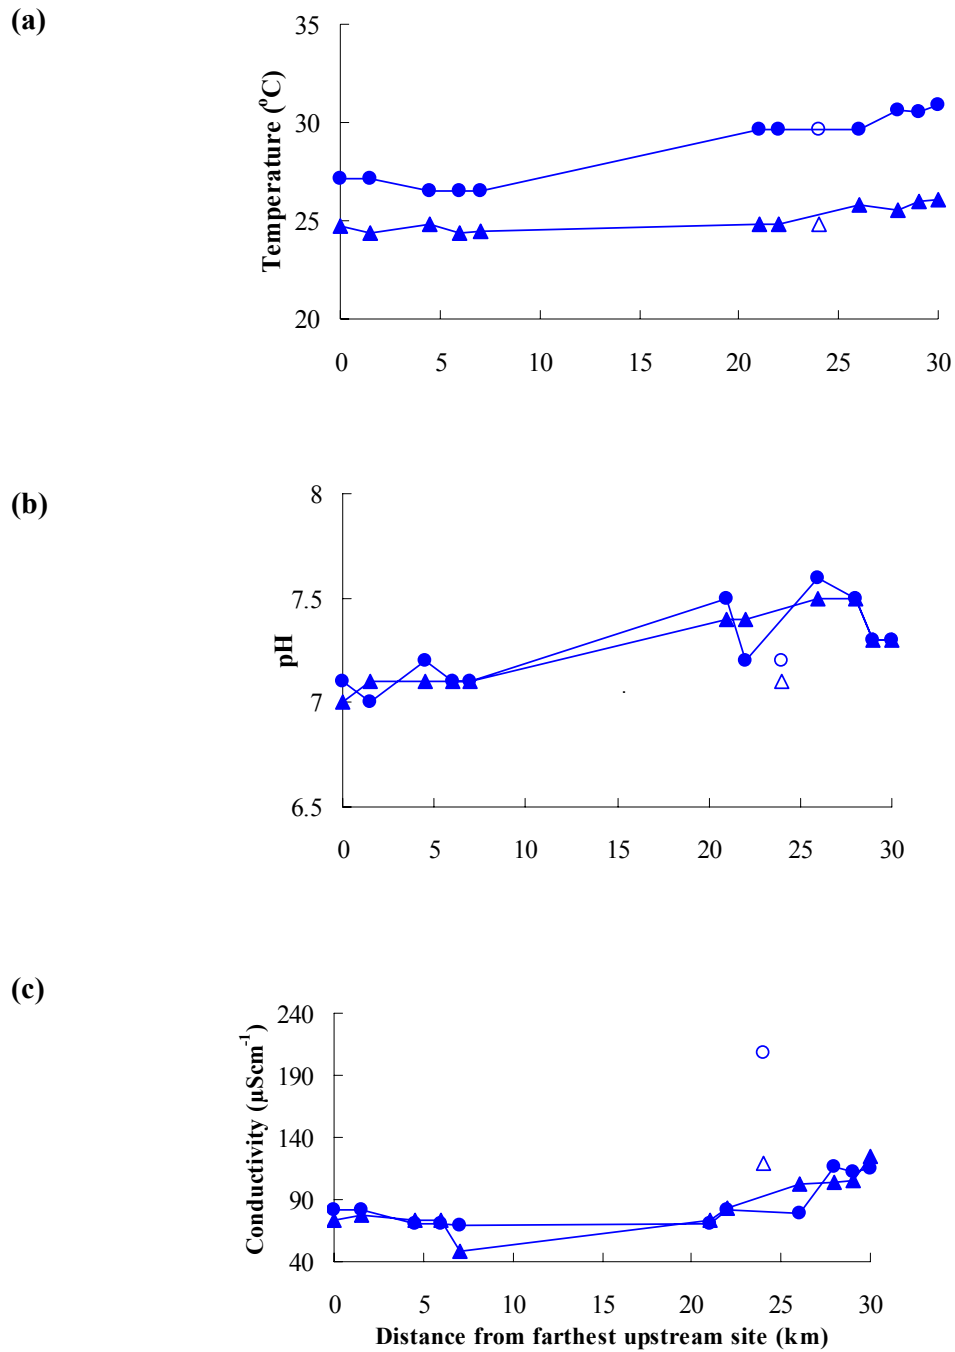 (a)
35
30
25
20
Temperature (°C)
0 5 10 15 20 25 30
(b)
8
7.5
7
6.5
pH
0 5 10 15 20 25 30
(c)
240
190
140
90
40
Conductivity (µScm⁻¹)
0 5 10 15 20 25 30
Distance from farthest upstream site (km)